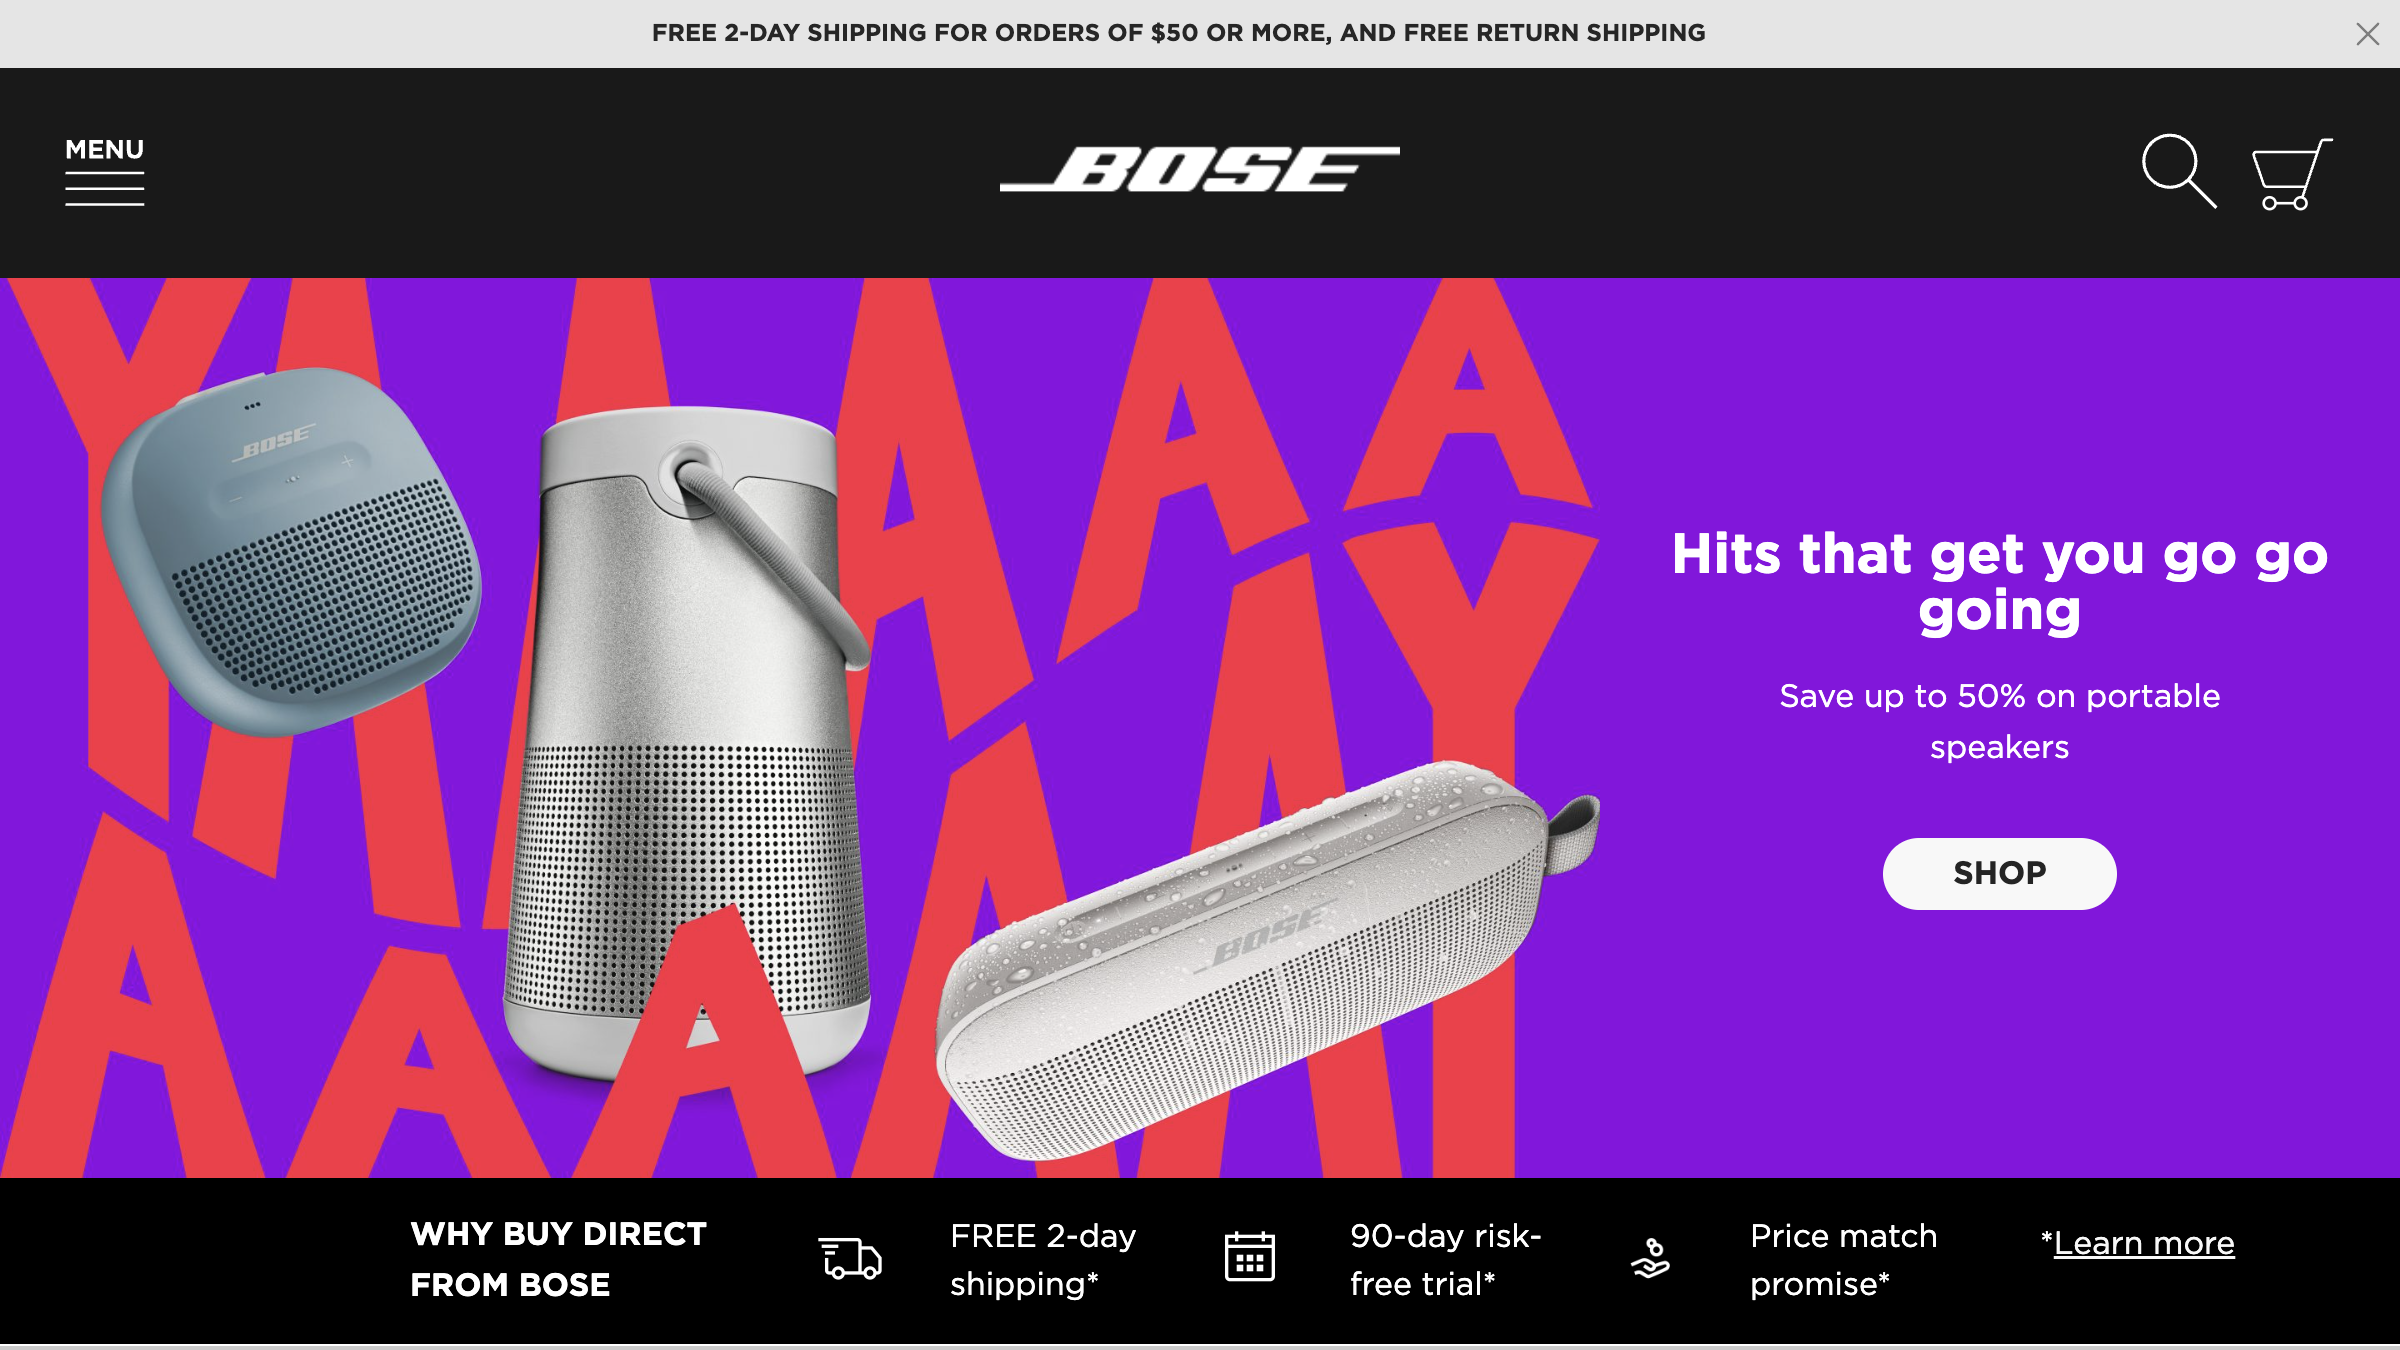 FREE 2-DAY SHIPPING FOR ORDERS OF $50 OR MORE, AND FREE RETURN SHIPPING
MENU
BOSE
YAAAAA
AAAAAY
BOSE
BOSE
Hits that get you go go
going
Save up to 50% on portable
speakers
SHOP
WHY BUY DIRECT
FROM BOSE
FREE 2-day
shipping*
90-day risk-
free trial*
Price match
promise*
*Learn more